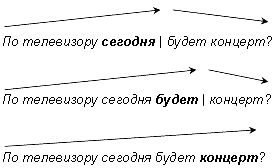 По телевизору сегодня | будет концерт?
По телевизору сегодня будет | концерт?
По телевизору сегодня будет концерт?